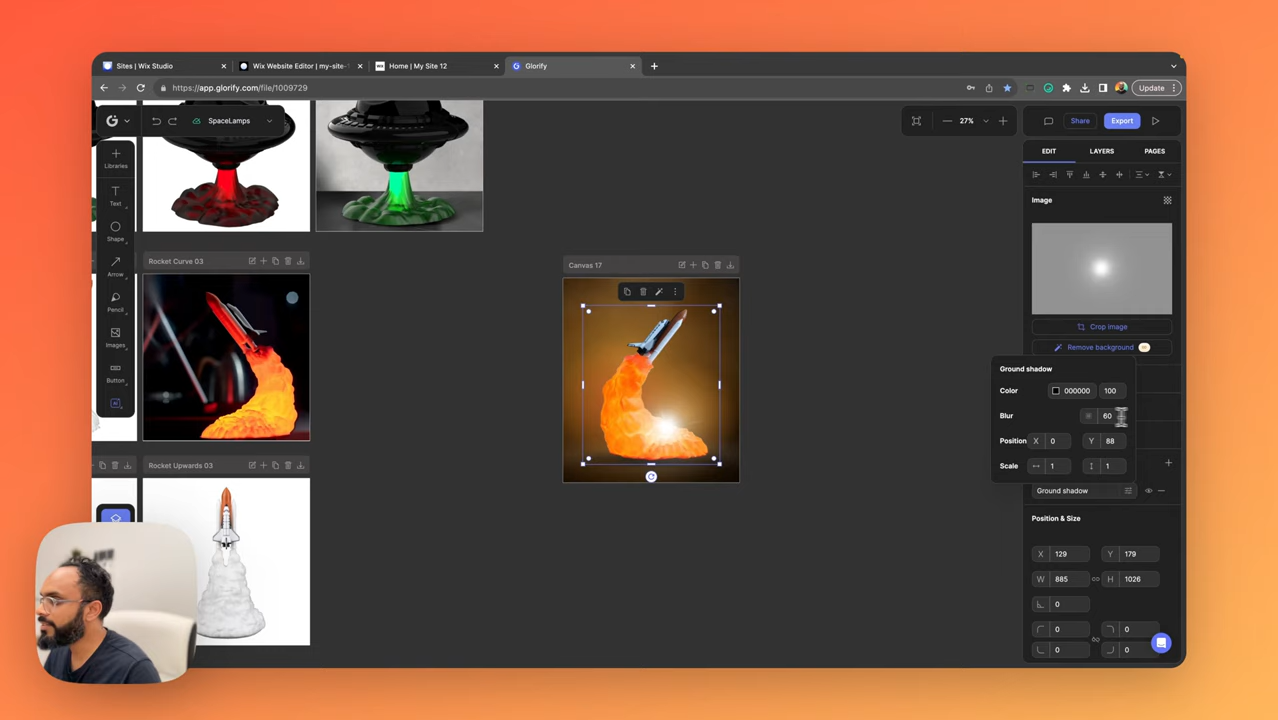 Sites | Wix Studio
Wix Website Editor | my-site-
Home | My Site 12
Glorify
https://app.glorify.com/file/1009729
Update
SpaceLamps
27%
Share
Export
Libraries
Text
Shape
Arrow
Pencil
Images
Button
EDIT
LAYERS
PAGES
Image
Crop image
Remove background
Rocket Curve 03
Canvas 17
Rocket Upwards 03
Ground shadow
Color
000000
100
Blur
60
Position
X 0
Y 88
Scale
1
1
Ground shadow
Position & Size
X 129
Y 179
W 885
H 1026
0
0
0
0
0